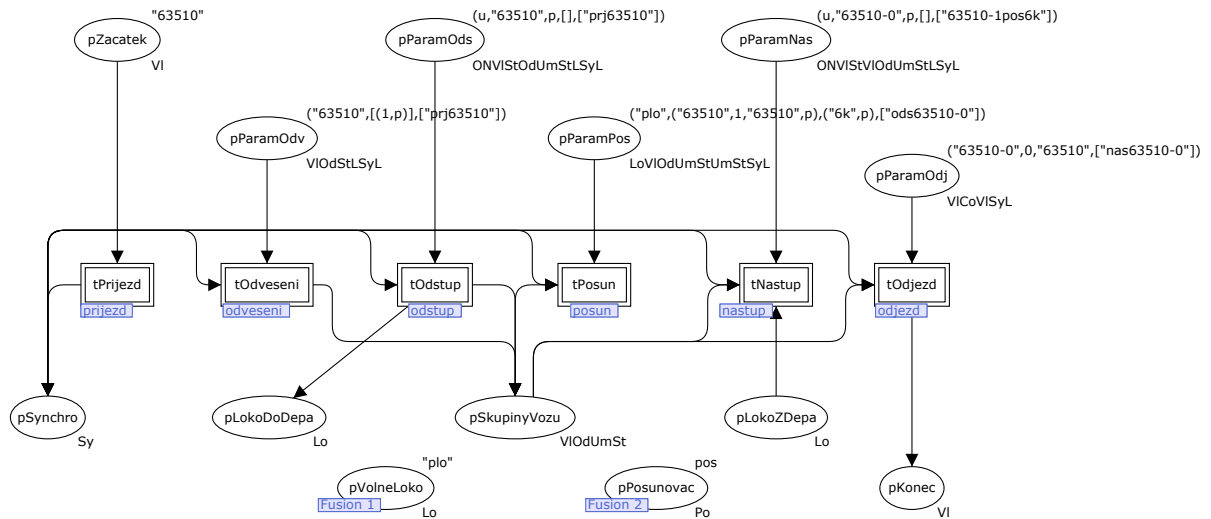 "63510"
(u,"63510",p,[],["prj63510"])
(u,"63510-0",p,[],["63510-1pos6k"])
pZacatek
pParamOds
pParamNas
Vl
ONVlStOdUmStLSyL
ONVlStVlOdUmStLSyL
("63510",[(1,p)],["prj63510"])
("plo",("63510",1,"63510",p),("6k",p),["ods63510-0"])
pParamOdv
pParamPos
VlOdStLSyL
LoVlOdUmStUmStSyL
("63510-0",0,"63510",["nas63510-0"])
pParamOdj
VlCoVlSyL
tPrijezd
tOdveseni
tOdstup
tPosun
tNastup
tOdjezd
prijezd
odveseni
odstup
posun
nastup
odjezd
pSynchro
pLokoDoDepa
pSkupinyVozu
pLokoZDepa
Sy
Lo
VlOdUmSt
Lo
"plo"
pos
pVolneLoko
pPosunovac
pKonec
Fusion 1
Fusion 2
Lo
Po
Vl